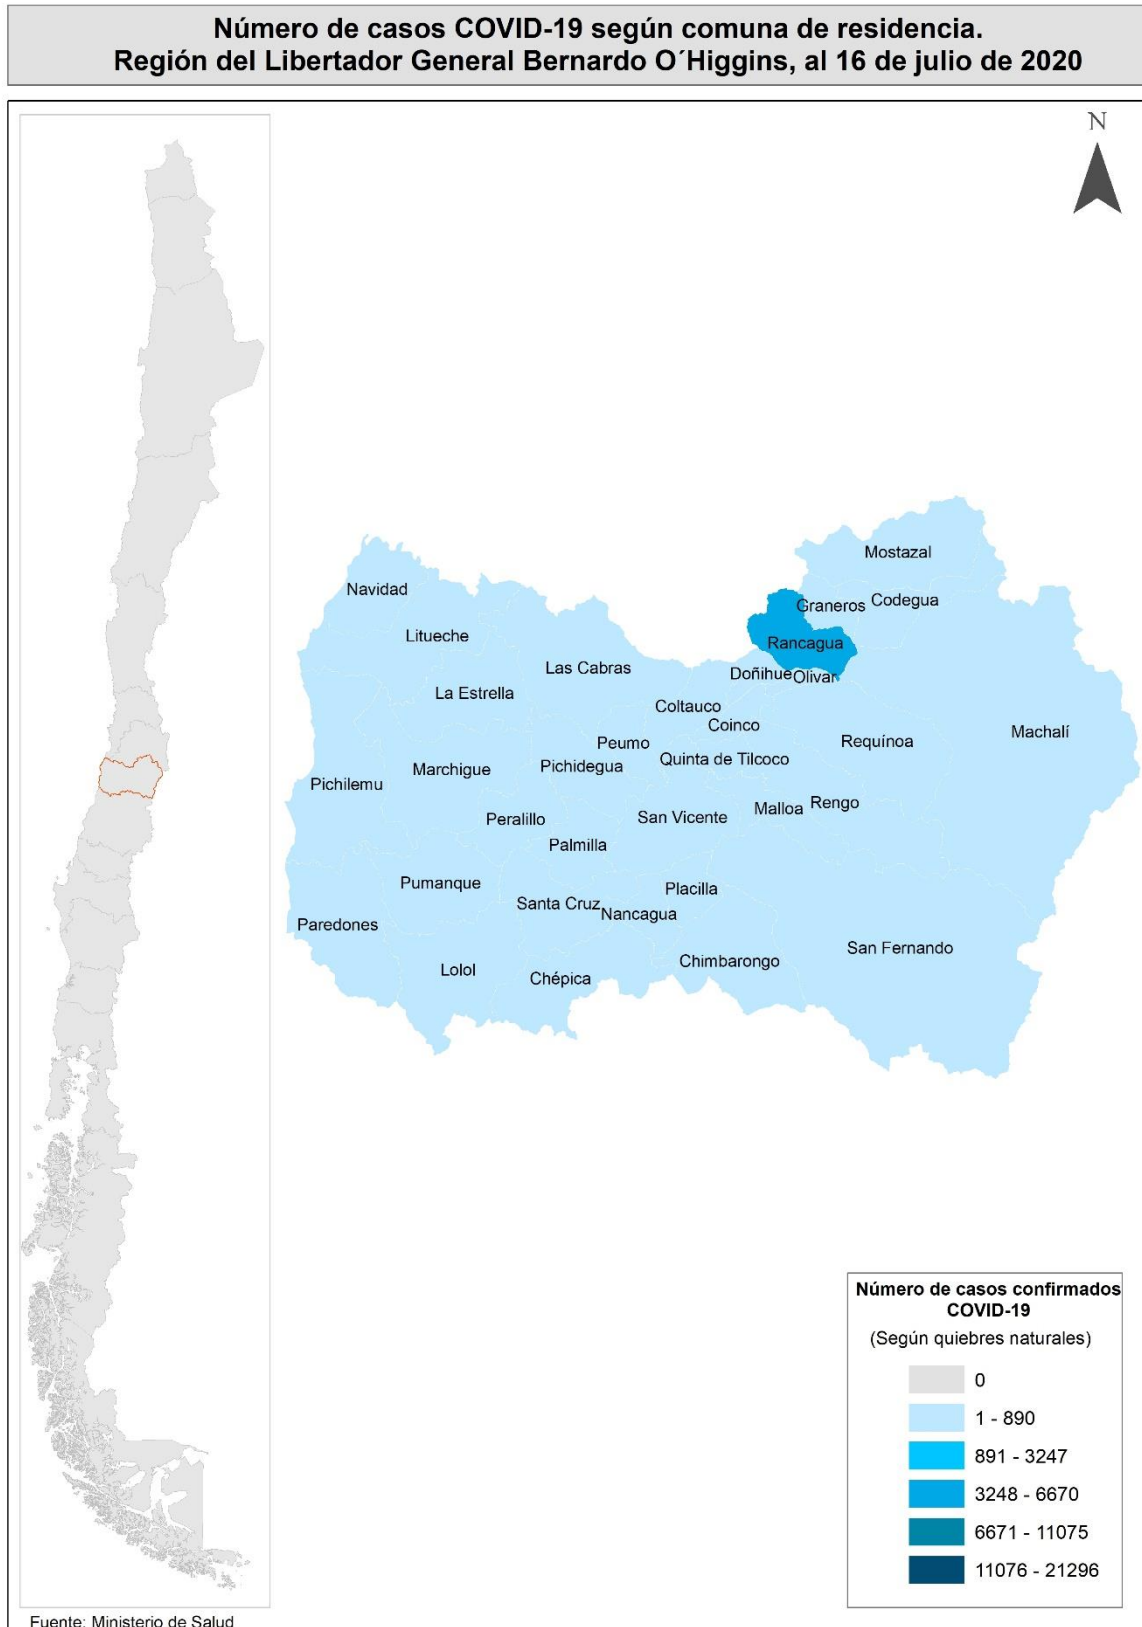 Número de casos COVID-19 según comuna de residencia.
Región del Libertador General Bernardo O´Higgins, al 16 de julio de 2020
N
Mostazal
Navidad
Graneros
Codegua
Litueche
Rancagua
Las Cabras
Doñihue
Olivar
La Estrella
Coltauco
Coinco
Machalí
Peumo
Requínoa
Quinta de Tilcoco
Pichidegua
Marchigue
Pichilemu
Rengo
Malloa
San Vicente
Peralillo
Palmilla
Pumanque
Placilla
Santa Cruz
Nancagua
Paredones
San Fernando
Chimbarongo
Lolol
Chépica
Número de casos confirmados
COVID-19
(Según quiebres naturales)
0
1 - 890
891 - 3247
3248 - 6670
6671 - 11075
11076 - 21296
Fuente: Ministerio de Salud